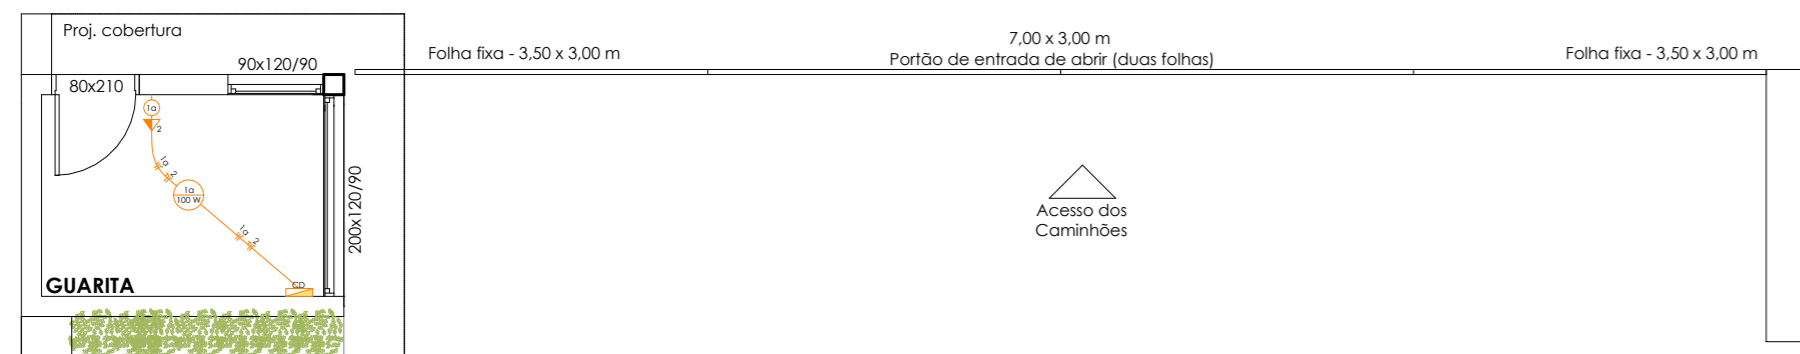 Proj. cobertura
90x120/90
80x210
Folha fixa - 3,50 x 3,00 m
7,00 x 3,00 m
Portão de entrada de abrir (duas folhas)
Folha fixa - 3,50 x 3,00 m
1a
2
1a
2
1a
100 W
1a
2
CD
200x120/90
GUARITA
Acesso dos
Caminhões